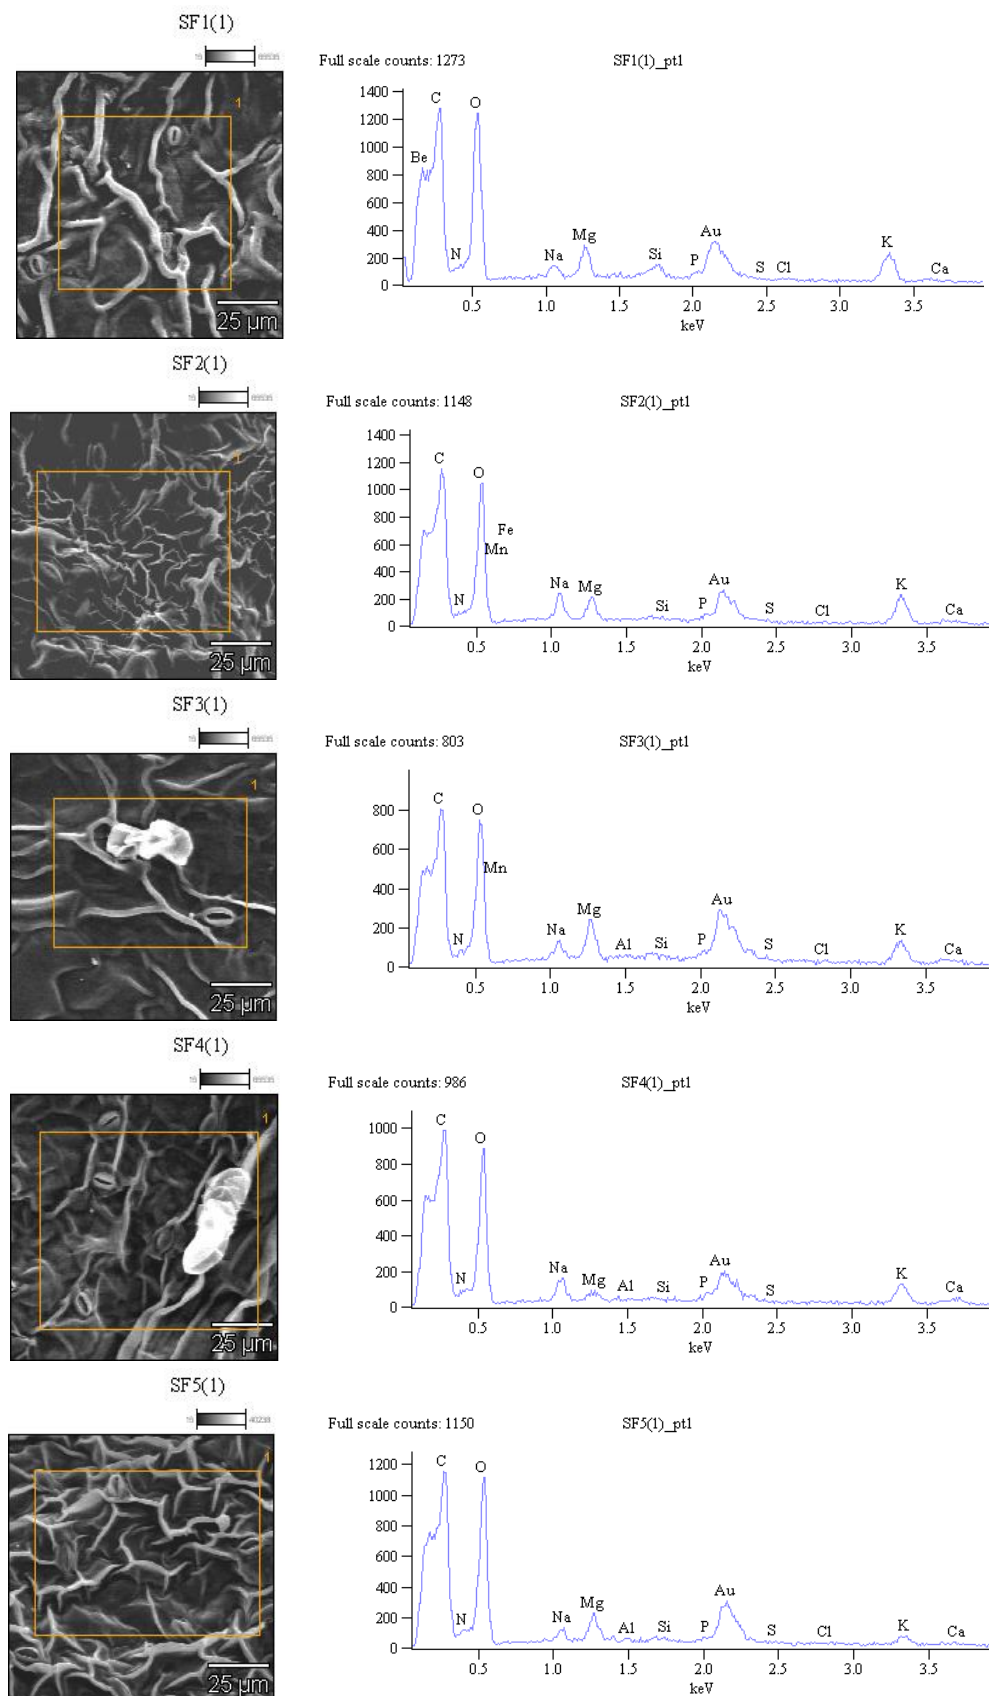 SF1(1)
15 65535
Full scale counts: 1273 SF1(1)_pt1
1
25 µm
1400
1200
1000
800
600
400
200
0
Be C N O Na Mg Si P Au S Cl K Ca
0.5 1.0 1.5 2.0 2.5 3.0 3.5
keV
SF2(1)
15 65535
Full scale counts: 1148 SF2(1)_pt1
1
25 µm
1400
1200
1000
800
600
400
200
0
C N O Mn Fe Na Mg Si P Au S Cl K Ca
0.5 1.0 1.5 2.0 2.5 3.0 3.5
keV
SF3(1)
15 65535
Full scale counts: 803 SF3(1)_pt1
1
25 µm
800
600
400
200
0
C N O Mn Na Mg Al Si P Au S Cl K Ca
0.5 1.0 1.5 2.0 2.5 3.0 3.5
keV
SF4(1)
15 65535
Full scale counts: 986 SF4(1)_pt1
1
25 µm
1000
800
600
400
200
0
C N O Na Mg Al Si P Au S K Ca
0.5 1.0 1.5 2.0 2.5 3.0 3.5
keV
SF5(1)
15 40238
Full scale counts: 1150 SF5(1)_pt1
1
25 µm
1200
1000
800
600
400
200
0
C N O Na Mg Al Si P Au S Cl K Ca
0.5 1.0 1.5 2.0 2.5 3.0 3.5
keV